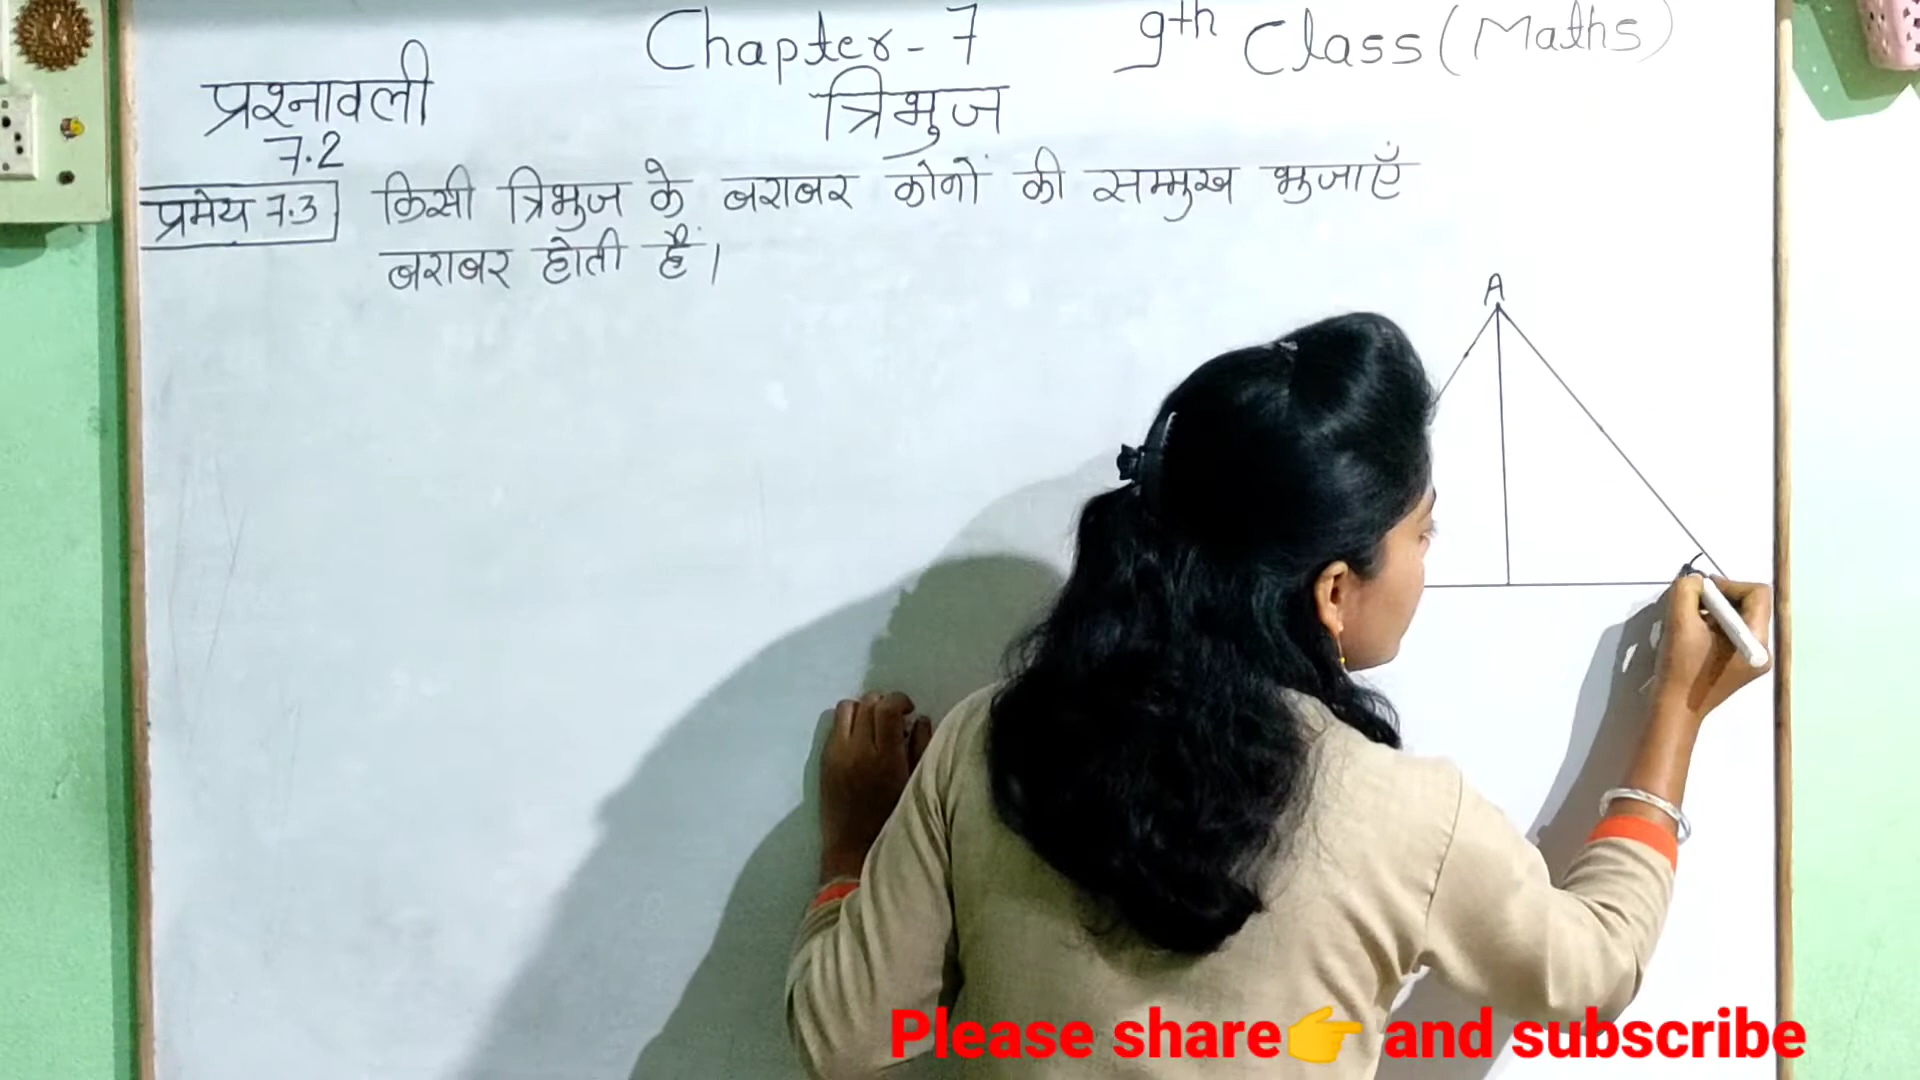 Chapter-7 9th Class (Maths)
प्रश्नावली त्रिभुज
7.2
प्रमेय 7.3 किसी त्रिभुज के बराबर कोनों की सम्मुख भुजाएँ
बराबर होती हैं।
A
Please share👉 and subscribe